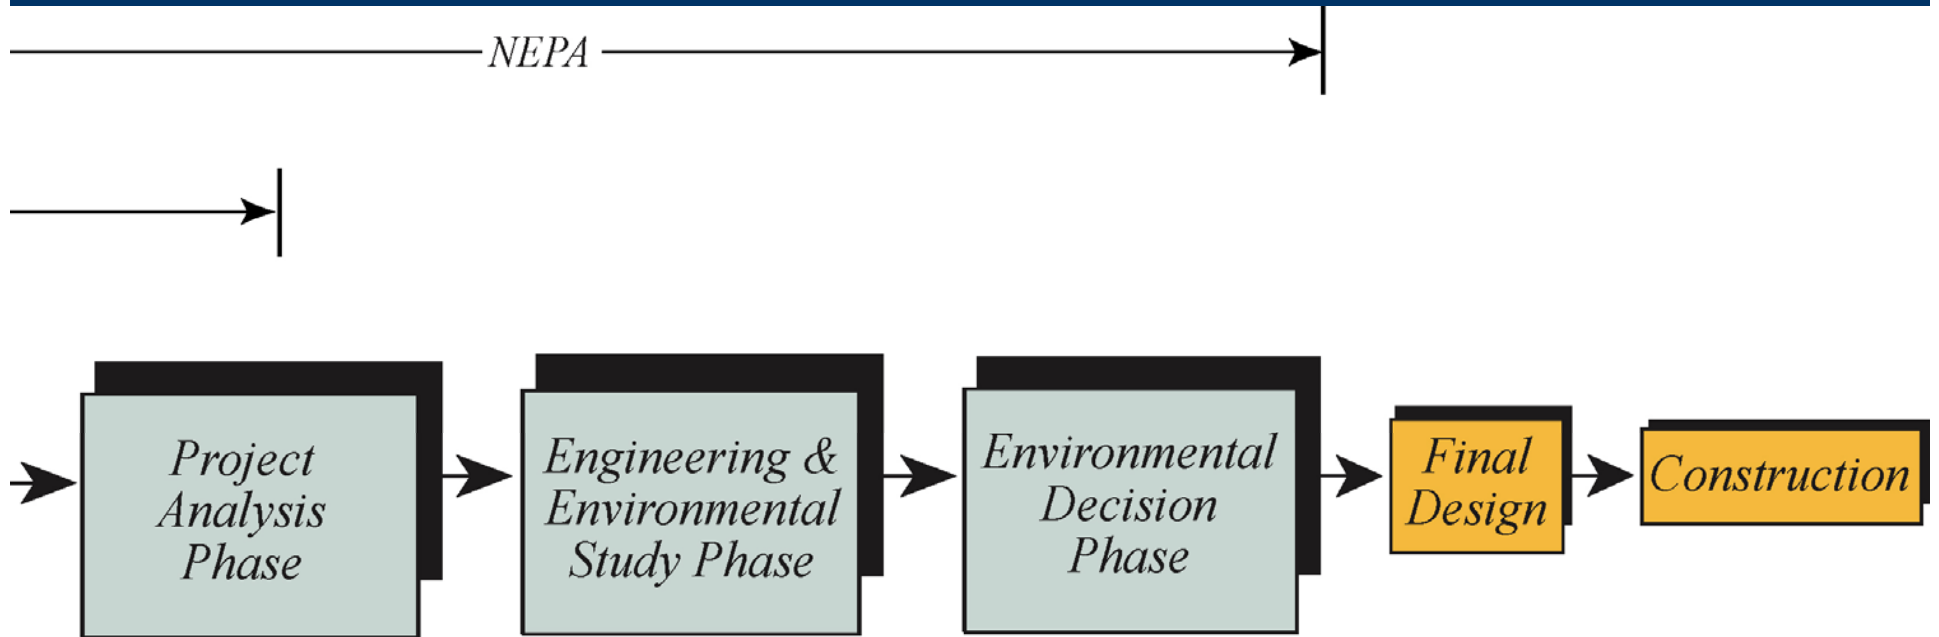 NEPA
Project
Analysis
Phase
Engineering &
Environmental
Study Phase
Environmental
Decision
Phase
Final
Design
Construction